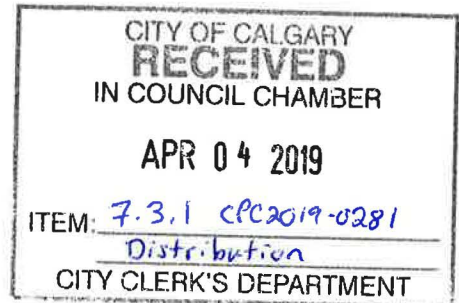 CITY OF CALGARY
RECEIVED
IN COUNCIL CHAMBER
APR 04 2019
ITEM: 7.3.1 CPC2019-0281
Distribution
CITY CLERK'S DEPARTMENT